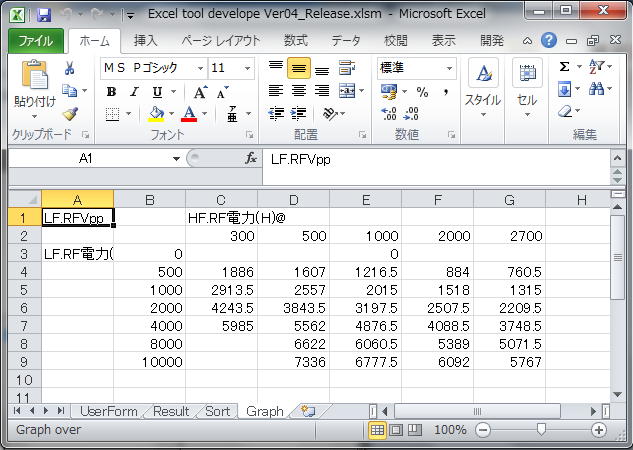 Excel tool develope Ver04_Release.xlsm - Microsoft Excel
ファイル ホーム 挿入 ページ レイアウト 数式 データ 校閲 表示 開発
ＭＳ Ｐゴシック 11 標準
貼り付け スタイル セル
クリップボード フォント 配置 数値 編集
A1 fx LF.RFVpp
A B C D E F G H
1 LF.RFVpp HF.RF電力(H)@
2 300 500 1000 2000 2700
3 LF.RF電力( 0 0
4 500 1886 1607 1216.5 884 760.5
5 1000 2913.5 2557 2015 1518 1315
6 2000 4243.5 3843.5 3197.5 2507.5 2209.5
7 4000 5985 5562 4876.5 4088.5 3748.5
8 8000 6622 6060.5 5389 5071.5
9 10000 7336 6777.5 6092 5767
10
11
UserForm Result Sort Graph
Graph over 100%